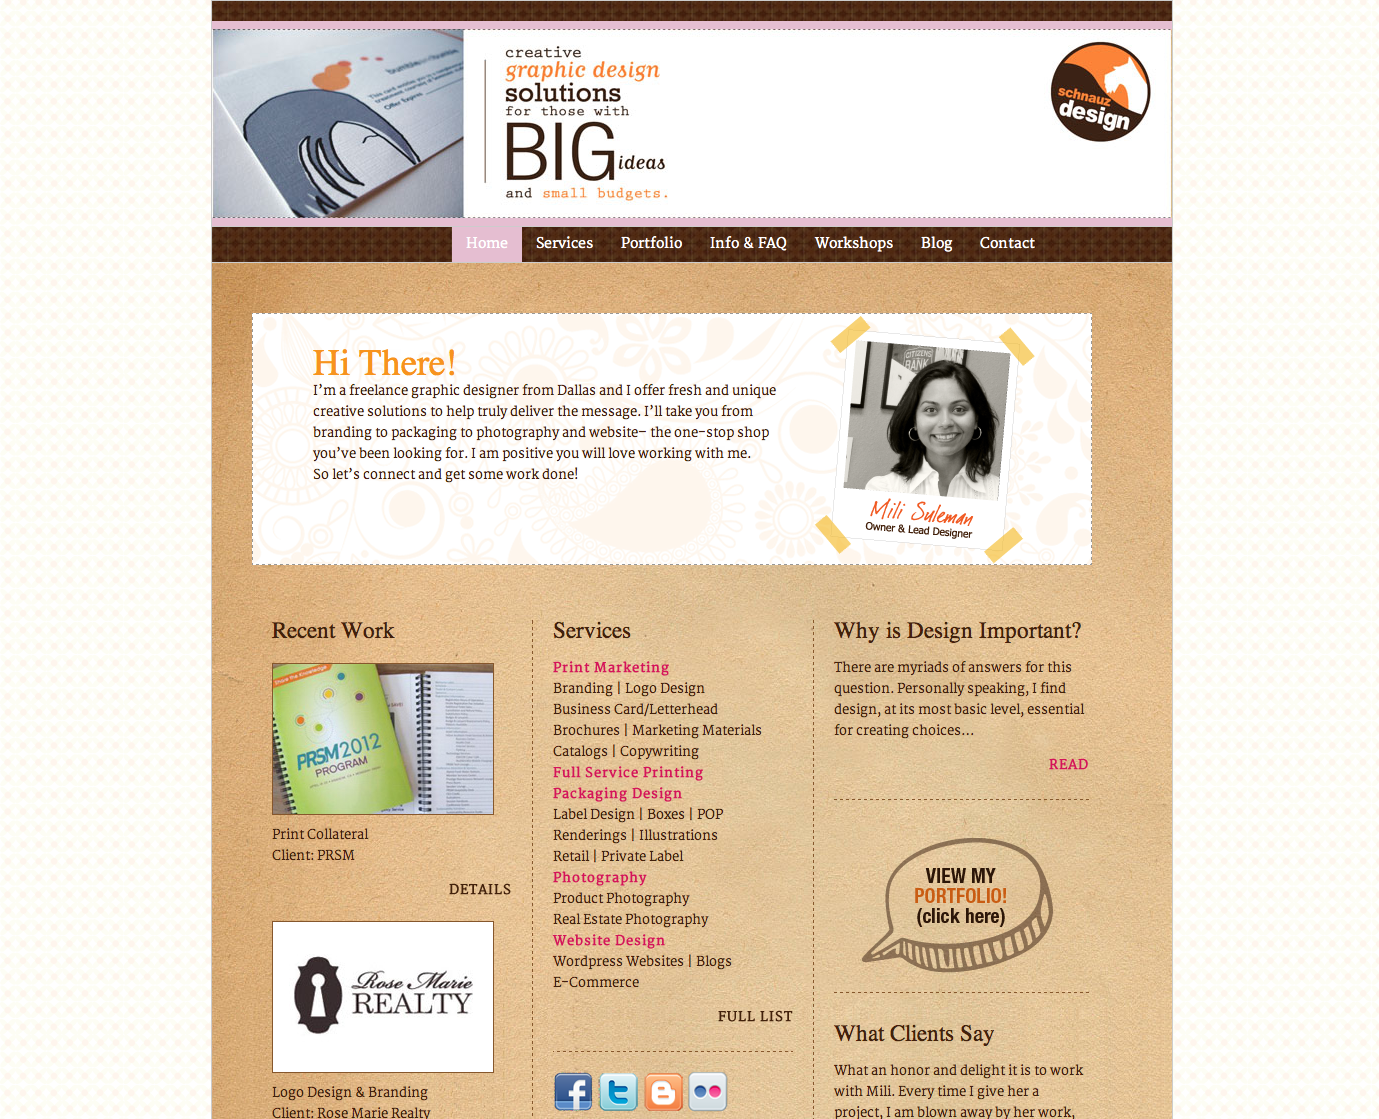 creative
graphic design
solutions
for those with
BIG ideas
and small budgets.
schnauz
design
Home Services Portfolio Info & FAQ Workshops Blog Contact
Hi There!
I'm a freelance graphic designer from Dallas and I offer fresh and unique
creative solutions to help truly deliver the message. I'll take you from
branding to packaging to photography and website– the one-stop shop
you've been looking for. I am positive you will love working with me.
So let's connect and get some work done!
CITIZENS
BANK
Mili Suleman
Owner & Lead Designer
Recent Work
Share the Knowledge
PRSM2012
PROGRAM
Print Collateral
Client: PRSM
DETAILS
Rose Marie
REALTY
Logo Design & Branding
Client: Rose Marie Realty
Services
Print Marketing
Branding | Logo Design
Business Card/Letterhead
Brochures | Marketing Materials
Catalogs | Copywriting
Full Service Printing
Packaging Design
Label Design | Boxes | POP
Renderings | Illustrations
Retail | Private Label
Photography
Product Photography
Real Estate Photography
Website Design
Wordpress Websites | Blogs
E-Commerce
FULL LIST
Why is Design Important?
There are myriads of answers for this
question. Personally speaking, I find
design, at its most basic level, essential
for creating choices...
READ
VIEW MY
PORTFOLIO!
(click here)
What Clients Say
What an honor and delight it is to work
with Mili. Every time I give her a
project, I am blown away by her work,